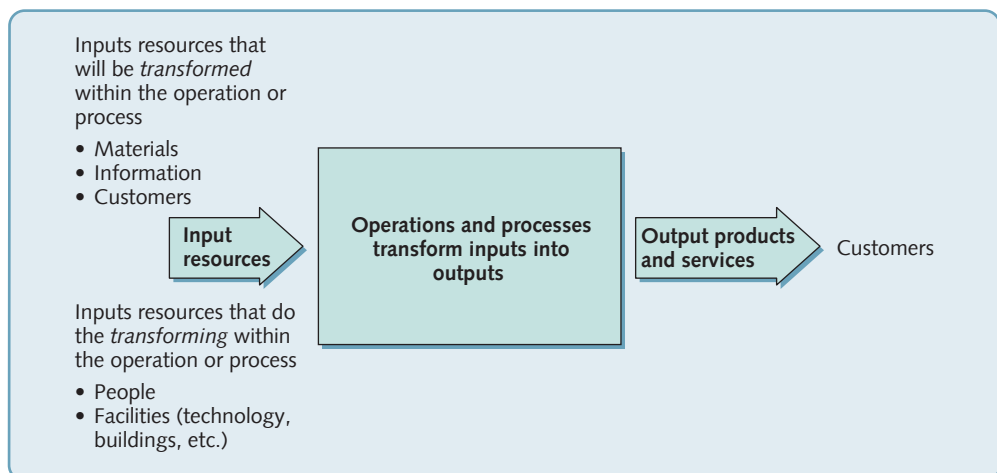 Inputs resources that
will be transformed
within the operation or
process
• Materials
• Information
• Customers
Input
resources
Inputs resources that do
the transforming within
the operation or process
• People
• Facilities (technology,
buildings, etc.)
Operations and processes
transform inputs into
outputs
Output products
and services
Customers